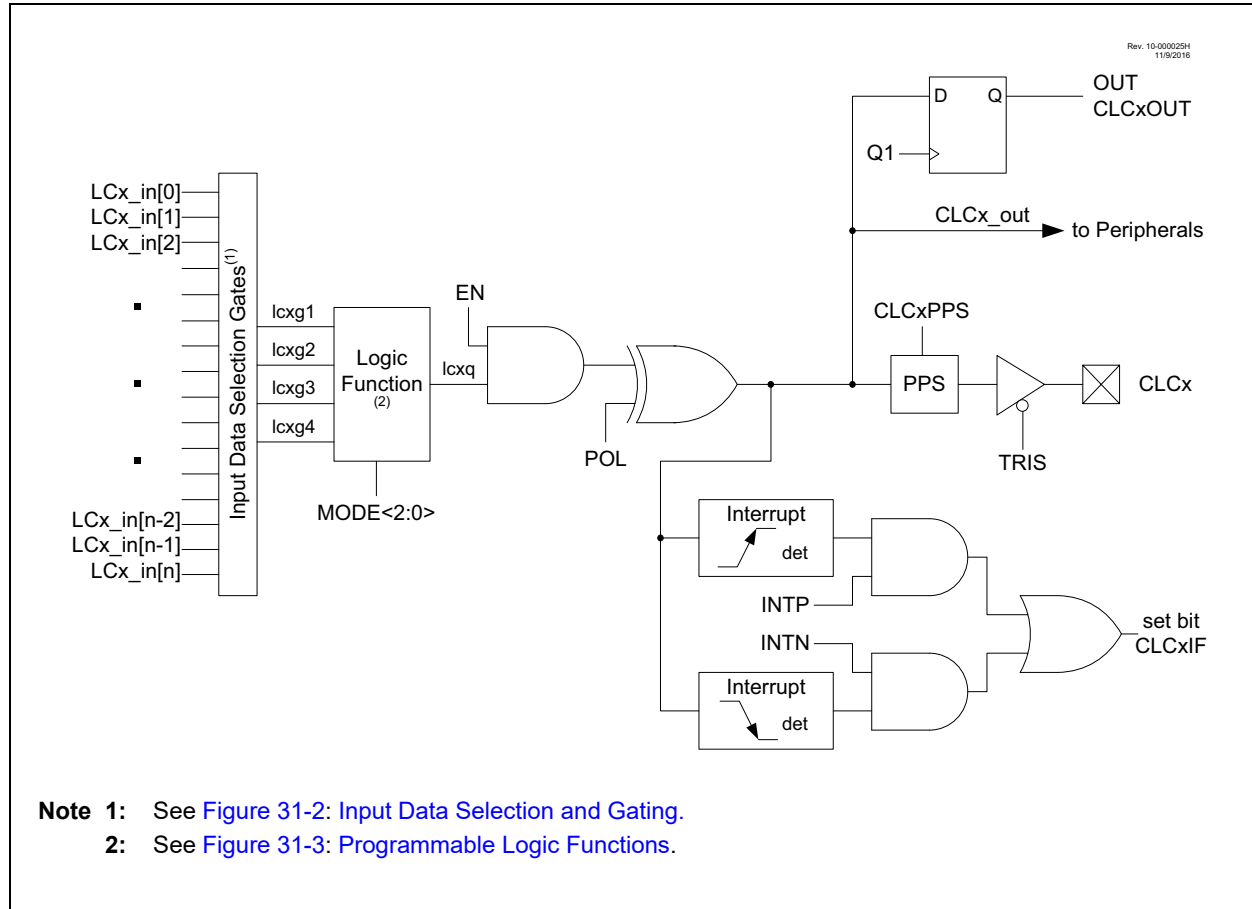 Rev. 10-000025H
11/9/2016
OUT
CLCxOUT
D
Q
Q1
CLCx_out
to Peripherals
LCx_in[0]
LCx_in[1]
LCx_in[2]
LCx_in[n-2]
LCx_in[n-1]
LCx_in[n]
Input Data Selection Gates(1)
lcxg1
lcxg2
lcxg3
lcxg4
Logic
Function
(2)
MODE<2:0>
lcxq
EN
POL
CLCxPPS
PPS
TRIS
CLCx
Interrupt
det
INTP
INTN
Interrupt
det
set bit
CLCxIF
Note 1: See Figure 31-2: Input Data Selection and Gating.
2: See Figure 31-3: Programmable Logic Functions.